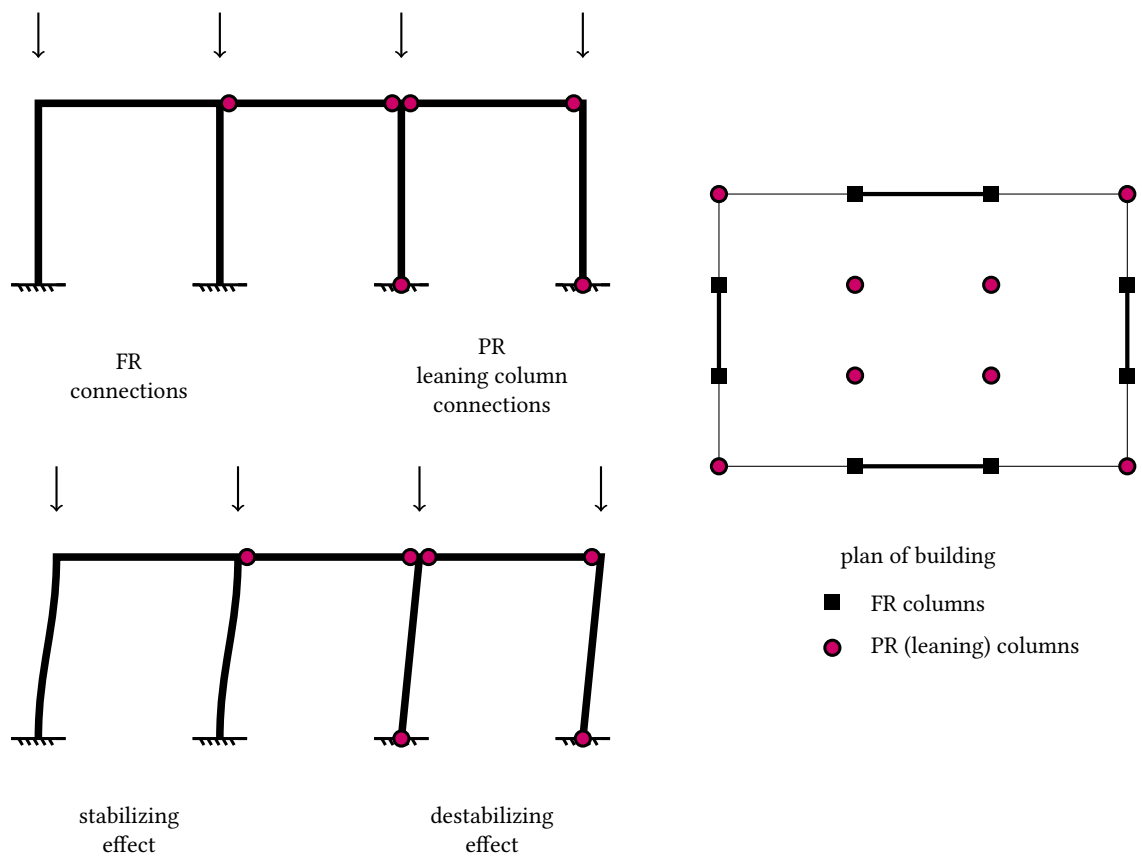 FR
connections
PR
leaning column
connections
stabilizing
effect
destabilizing
effect
plan of building
FR columns
PR (leaning) columns